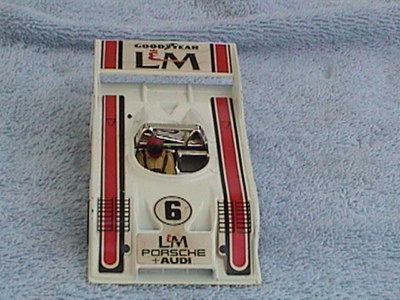 GOODYEAR
L&M
6
L&M
PORSCHE
+AUDI